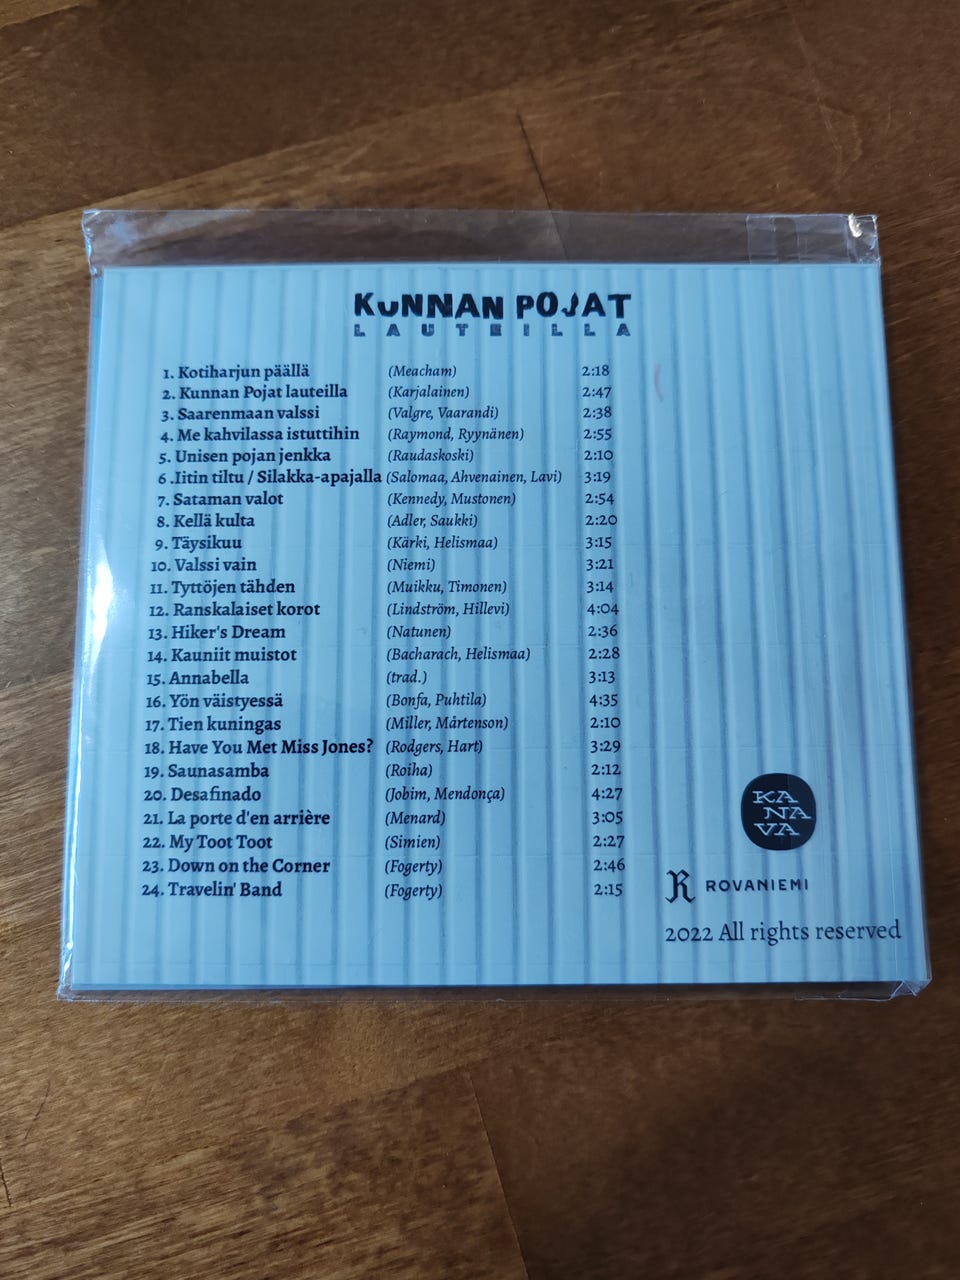 KUNNAN POJAT
LAUTEILLA
1. Kotiharjun päällä (Meacham) 2:18
2. Kunnan Pojat lauteilla (Karjalainen) 2:47
3. Saarenmaan valssi (Valgre, Vaarandi) 2:38
4. Me kahvilassa istuttihin (Raymond, Ryynänen) 2:55
5. Unisen pojan jenkka (Raudaskoski) 2:10
6 .Iitin tiltu / Silakka-apajalla (Salomaa, Ahvenainen, Lavi) 3:19
7. Sataman valot (Kennedy, Mustonen) 2:54
8. Kellä kulta (Adler, Saukki) 2:20
9. Täysikuu (Kärki, Helismaa) 3:15
10. Valssi vain (Niemi) 3:21
11. Tyttöjen tähden (Muikku, Timonen) 3:14
12. Ranskalaiset korot (Lindström, Hillevi) 4:04
13. Hiker's Dream (Natunen) 2:36
14. Kauniit muistot (Bacharach, Helismaa) 2:28
15. Annabella (trad.) 3:13
16. Yön väistyessä (Bonfa, Puhtila) 4:35
17. Tien kuningas (Miller, Mårtenson) 2:10
18. Have You Met Miss Jones? (Rodgers, Hart) 3:29
19. Saunasamba (Roiha) 2:12
20. Desafinado (Jobim, Mendonça) 4:27
21. La porte d'en arrière (Menard) 3:05
22. My Toot Toot (Simien) 2:27
23. Down on the Corner (Fogerty) 2:46
24. Travelin' Band (Fogerty) 2:15
KA
NA
VA
R ROVANIEMI
2022 All rights reserved